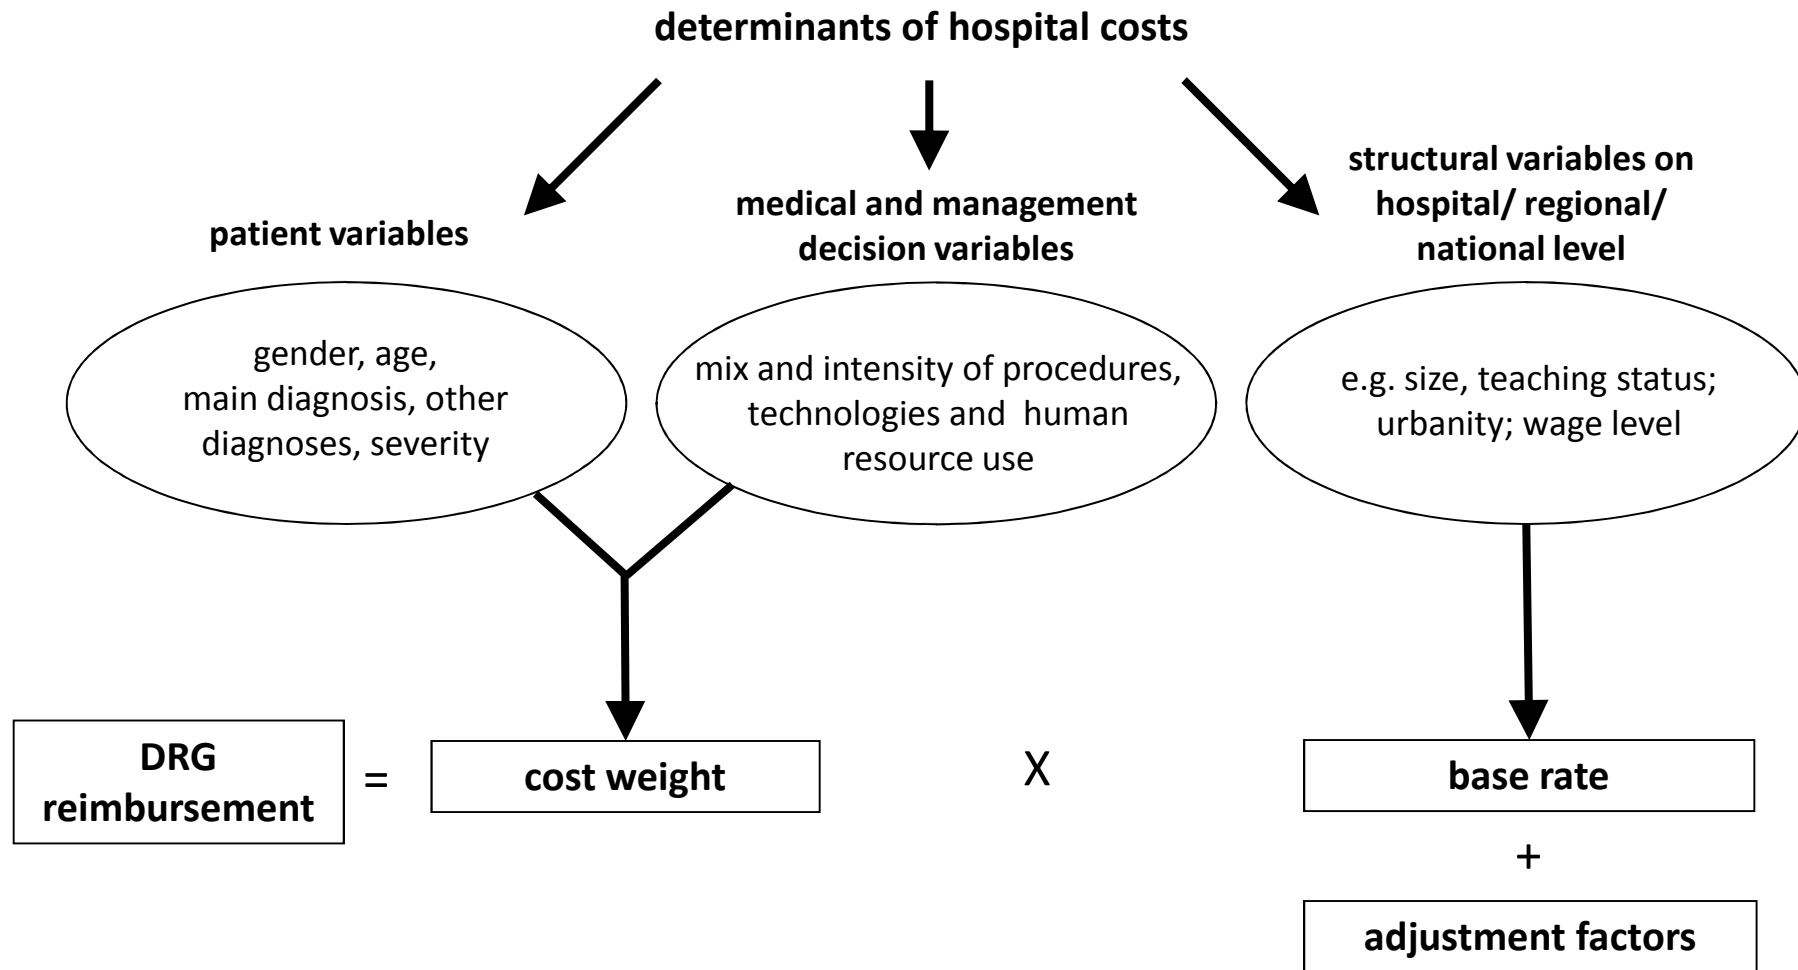 determinants of hospital costs
patient variables
medical and management
decision variables
structural variables on
hospital/ regional/
national level
gender, age,
main diagnosis, other
diagnoses, severity
mix and intensity of procedures,
technologies and human
resource use
e.g. size, teaching status;
urbanity; wage level
DRG
reimbursement
=
cost weight
X
base rate
+
adjustment factors